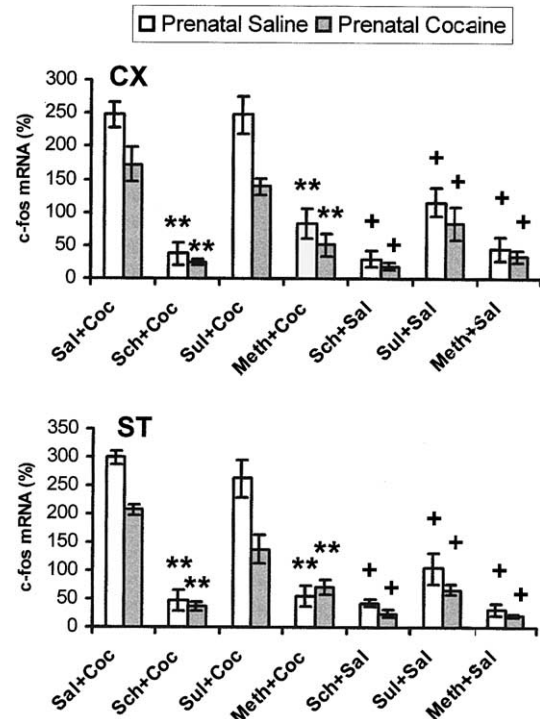 Prenatal Saline Prenatal Cocaine
CX
c-fos mRNA (%)
300
250
200
150
100
50
0
** ** ** ** + + + + + +
Sal+Coc Sch+Coc Sul+Coc Meth+Coc Sch+Sal Sul+Sal Meth+Sal
ST
c-fos mRNA (%)
350
300
250
200
150
100
50
0
** ** ** ** + + + + + +
Sal+Coc Sch+Coc Sul+Coc Meth+Coc Sch+Sal Sul+Sal Meth+Sal